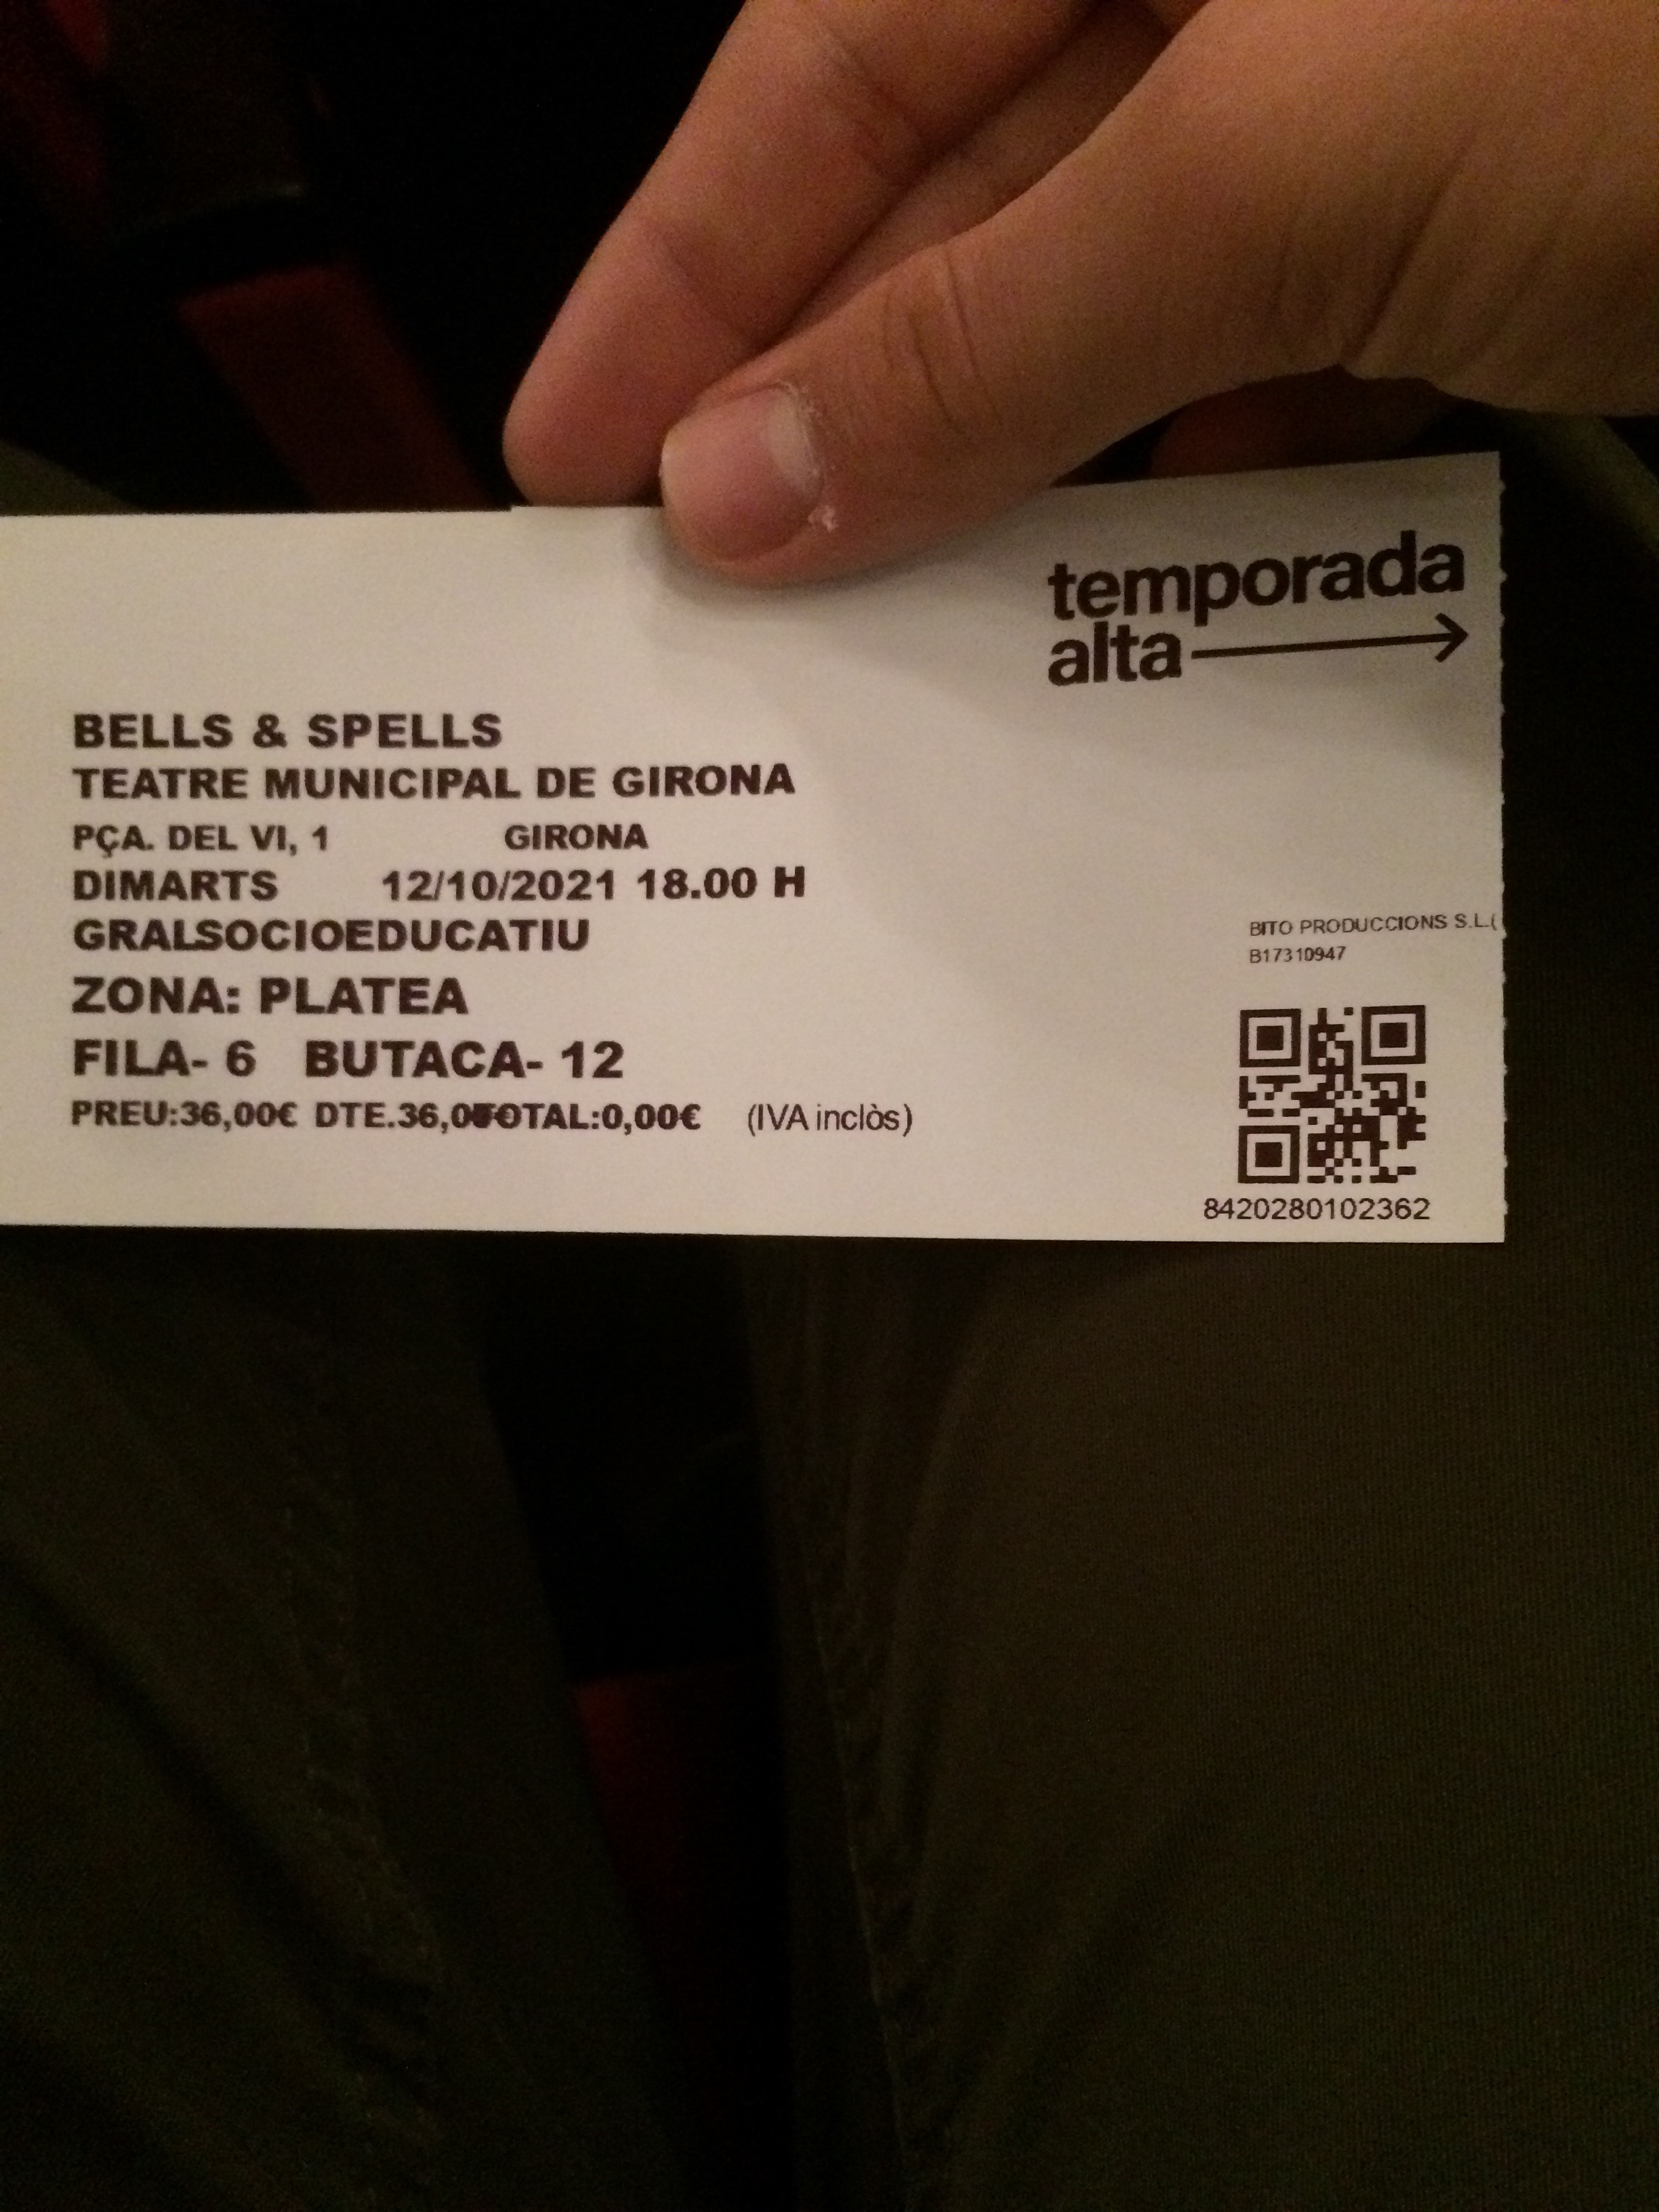 temporada
alta
BELLS & SPELLS
TEATRE MUNICIPAL DE GIRONA
PÇA. DEL VI, 1 GIRONA
DIMARTS 12/10/2021 18.00 H
GRALSOCIOEDUCATIU
ZONA: PLATEA
FILA- 6 BUTACA- 12
PREU:36,00€ DTE.36,00€TOTAL:0,00€ (IVA inclòs)
BITO PRODUCCIONS S.L.(
B17310947
8420280102362